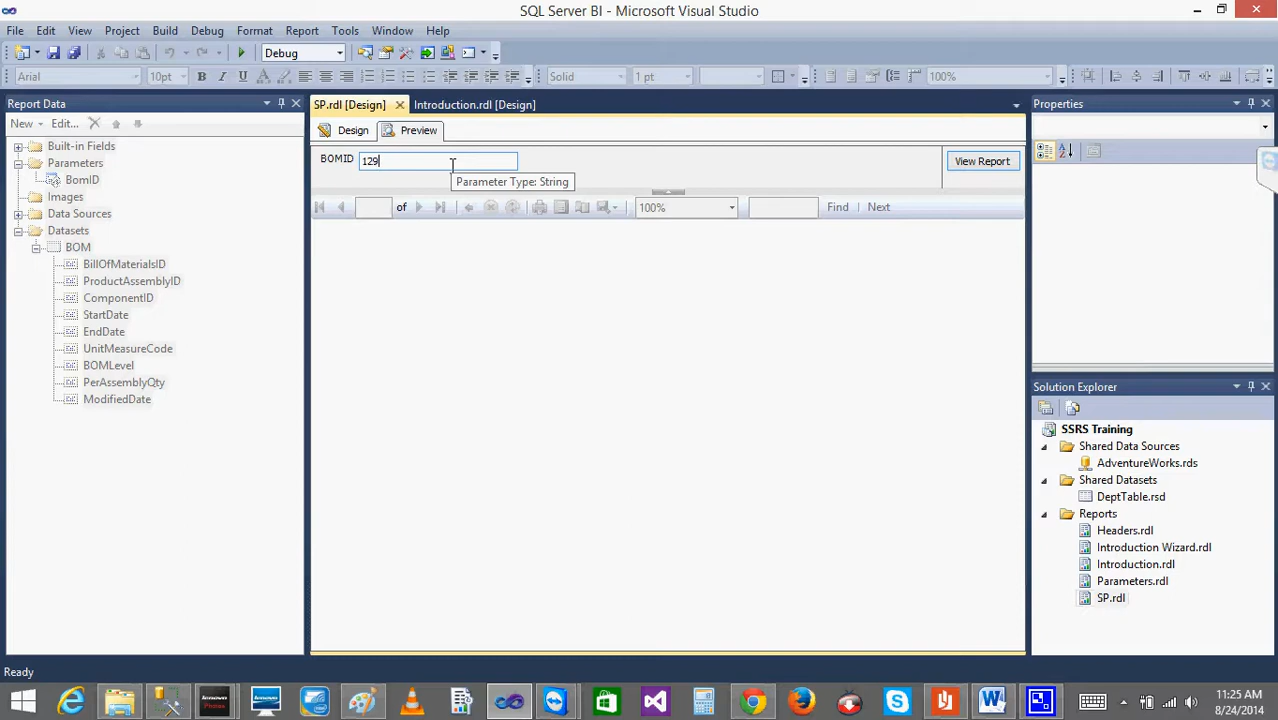 SQL Server BI - Microsoft Visual Studio
File Edit View Project Build Debug Format Report Tools Window Help
Debug
Arial 10pt B I U A Solid 1 pt 100%
Report Data
New Edit...
Built-in Fields
Parameters
BomID
Images
Data Sources
Datasets
BOM
BillOfMaterialsID
ProductAssemblyID
ComponentID
StartDate
EndDate
UnitMeasureCode
BOMLevel
PerAssemblyQty
ModifiedDate
SP.rdl [Design] Introduction.rdl [Design]
Design Preview
BOMID 129 View Report
Parameter Type: String
of 100% Find Next
Properties
Solution Explorer
SSRS Training
Shared Data Sources
AdventureWorks.rds
Shared Datasets
DeptTable.rsd
Reports
Headers.rdl
Introduction Wizard.rdl
Introduction.rdl
Parameters.rdl
SP.rdl
Ready
11:25 AM
8/24/2014